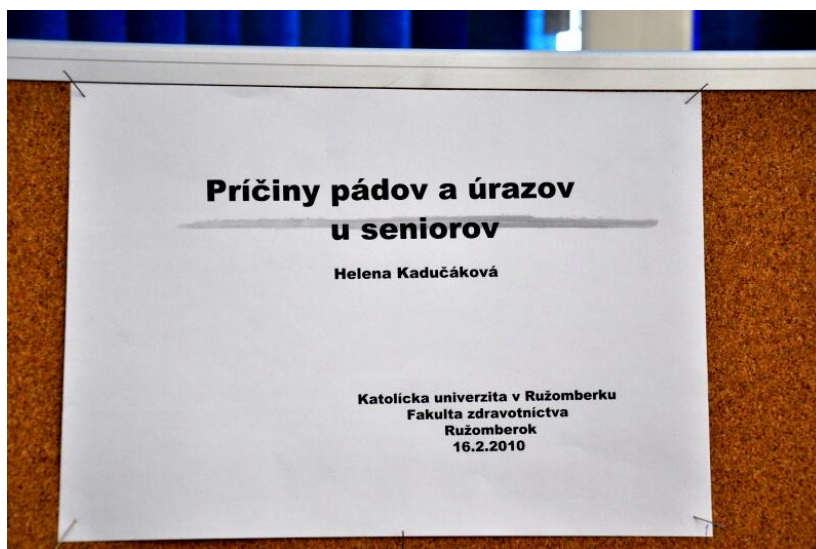 Príčiny pádov a úrazov
u seniorov
Helena Kadučáková
Katolícka univerzita v Ružomberku
Fakulta zdravotníctva
Ružomberok
16.2.2010